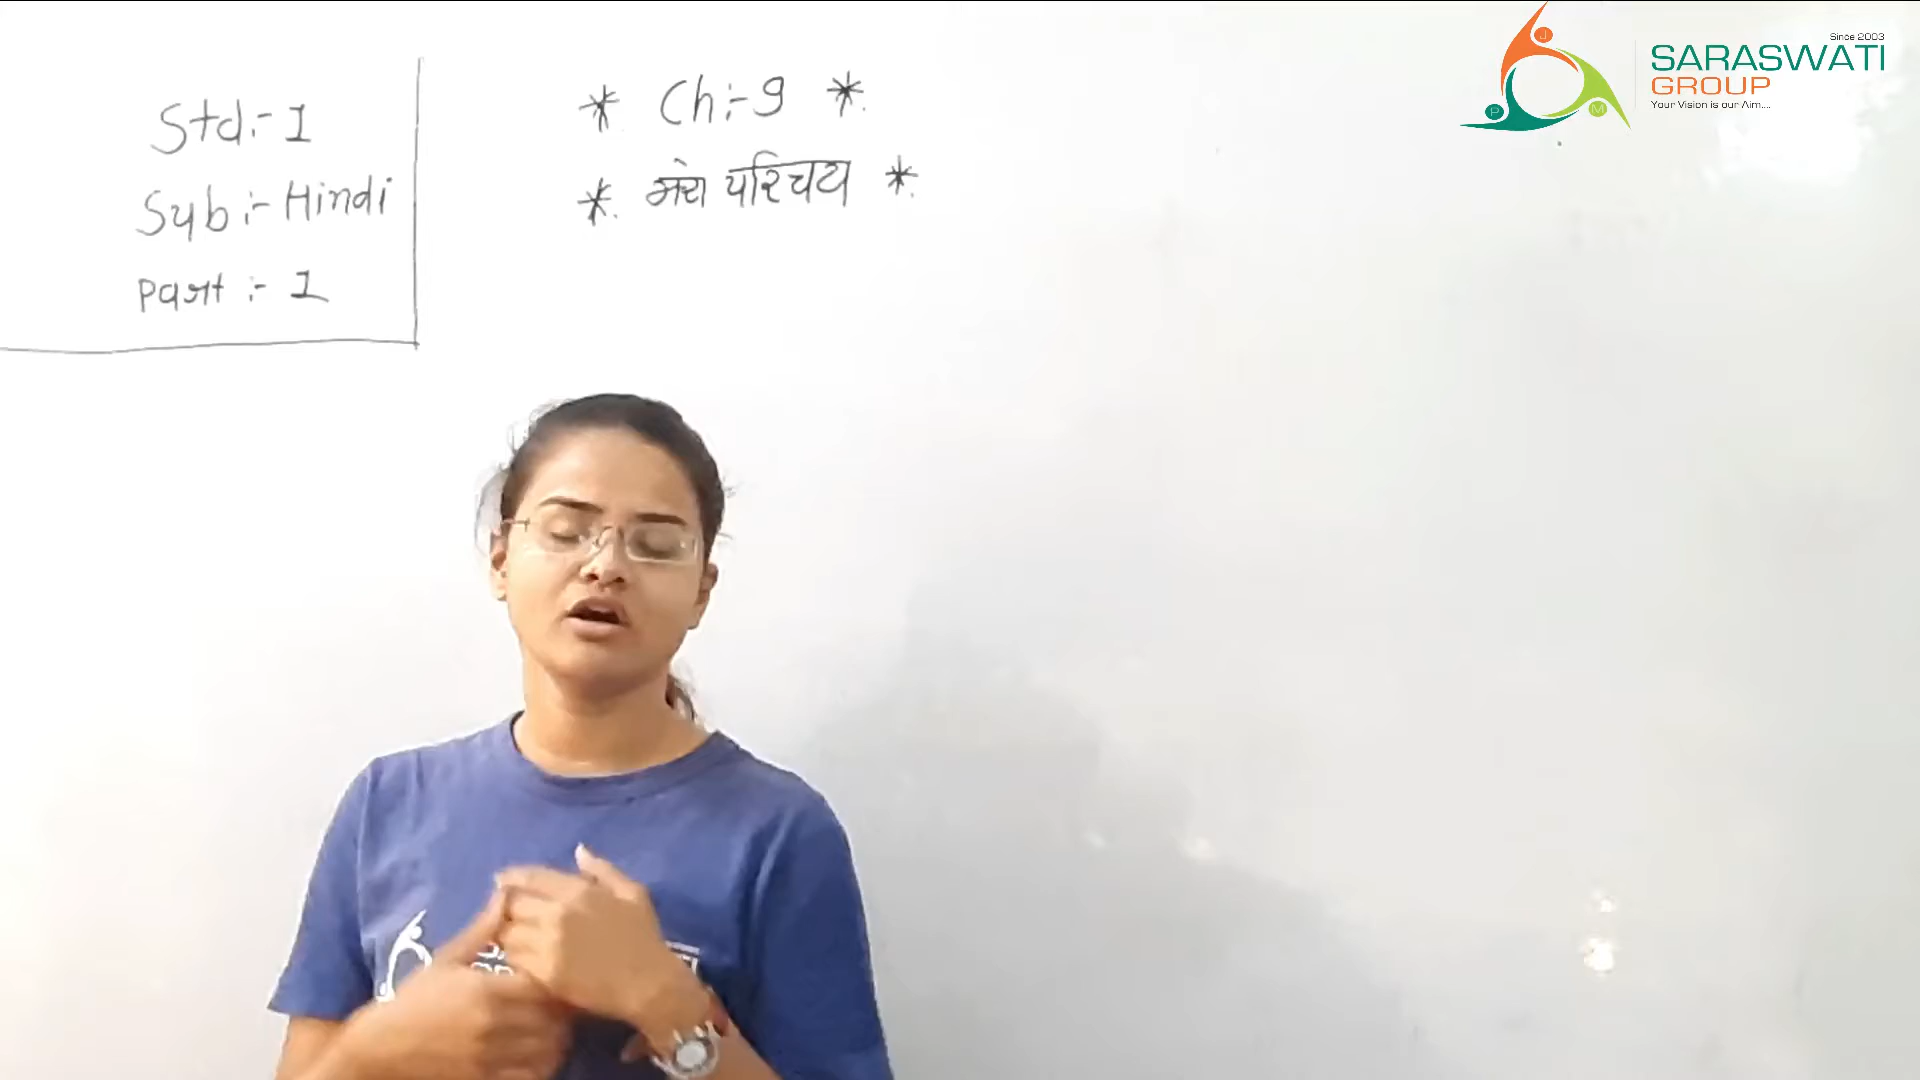 Std:- 1
Sub:- Hindi
Part:- 1
* Ch:- 9 *
* मेरा परिचय *
Since 2003
SARASWATI
GROUP
Your Vision is our Aim....
J
P
M